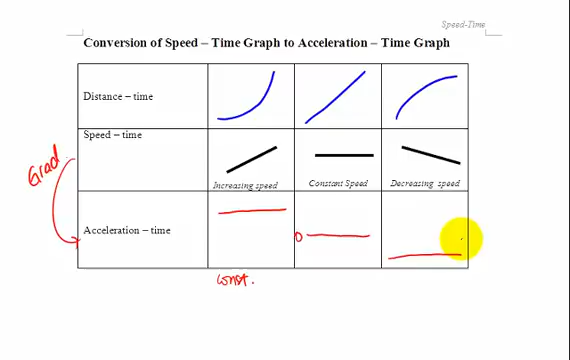 Speed-Time
Conversion of Speed – Time Graph to Acceleration – Time Graph
Distance – time
Speed – time
Grad
Increasing speed
Constant Speed
Decreasing speed
Acceleration – time
0
const.